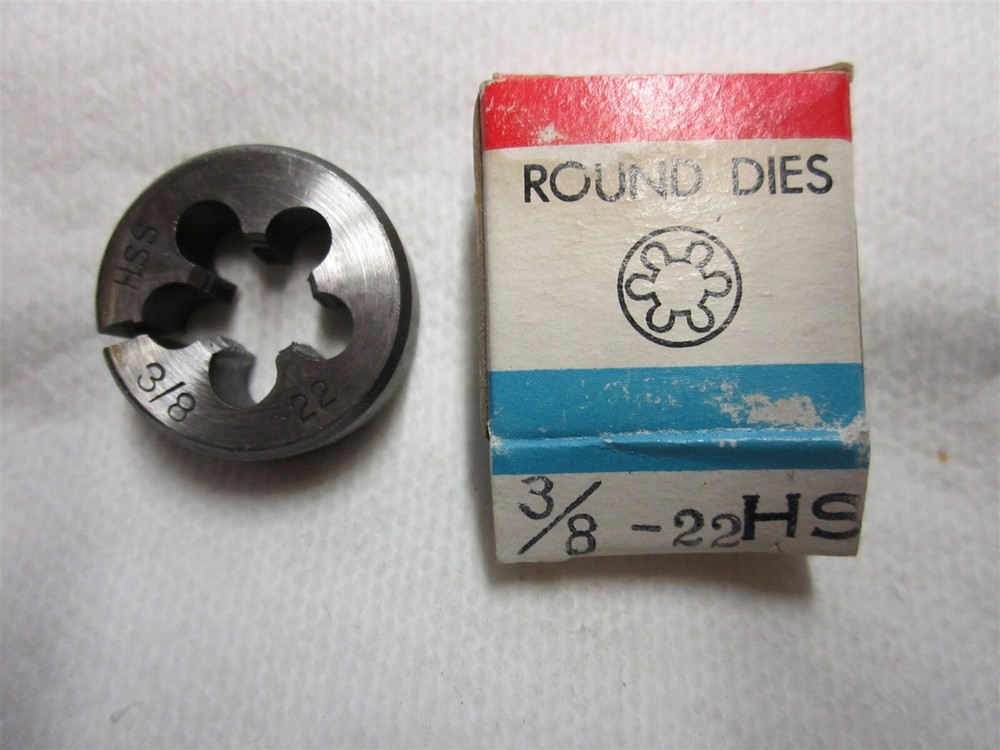 HSS
3/8
22
ROUND DIES
3/8 -22HS